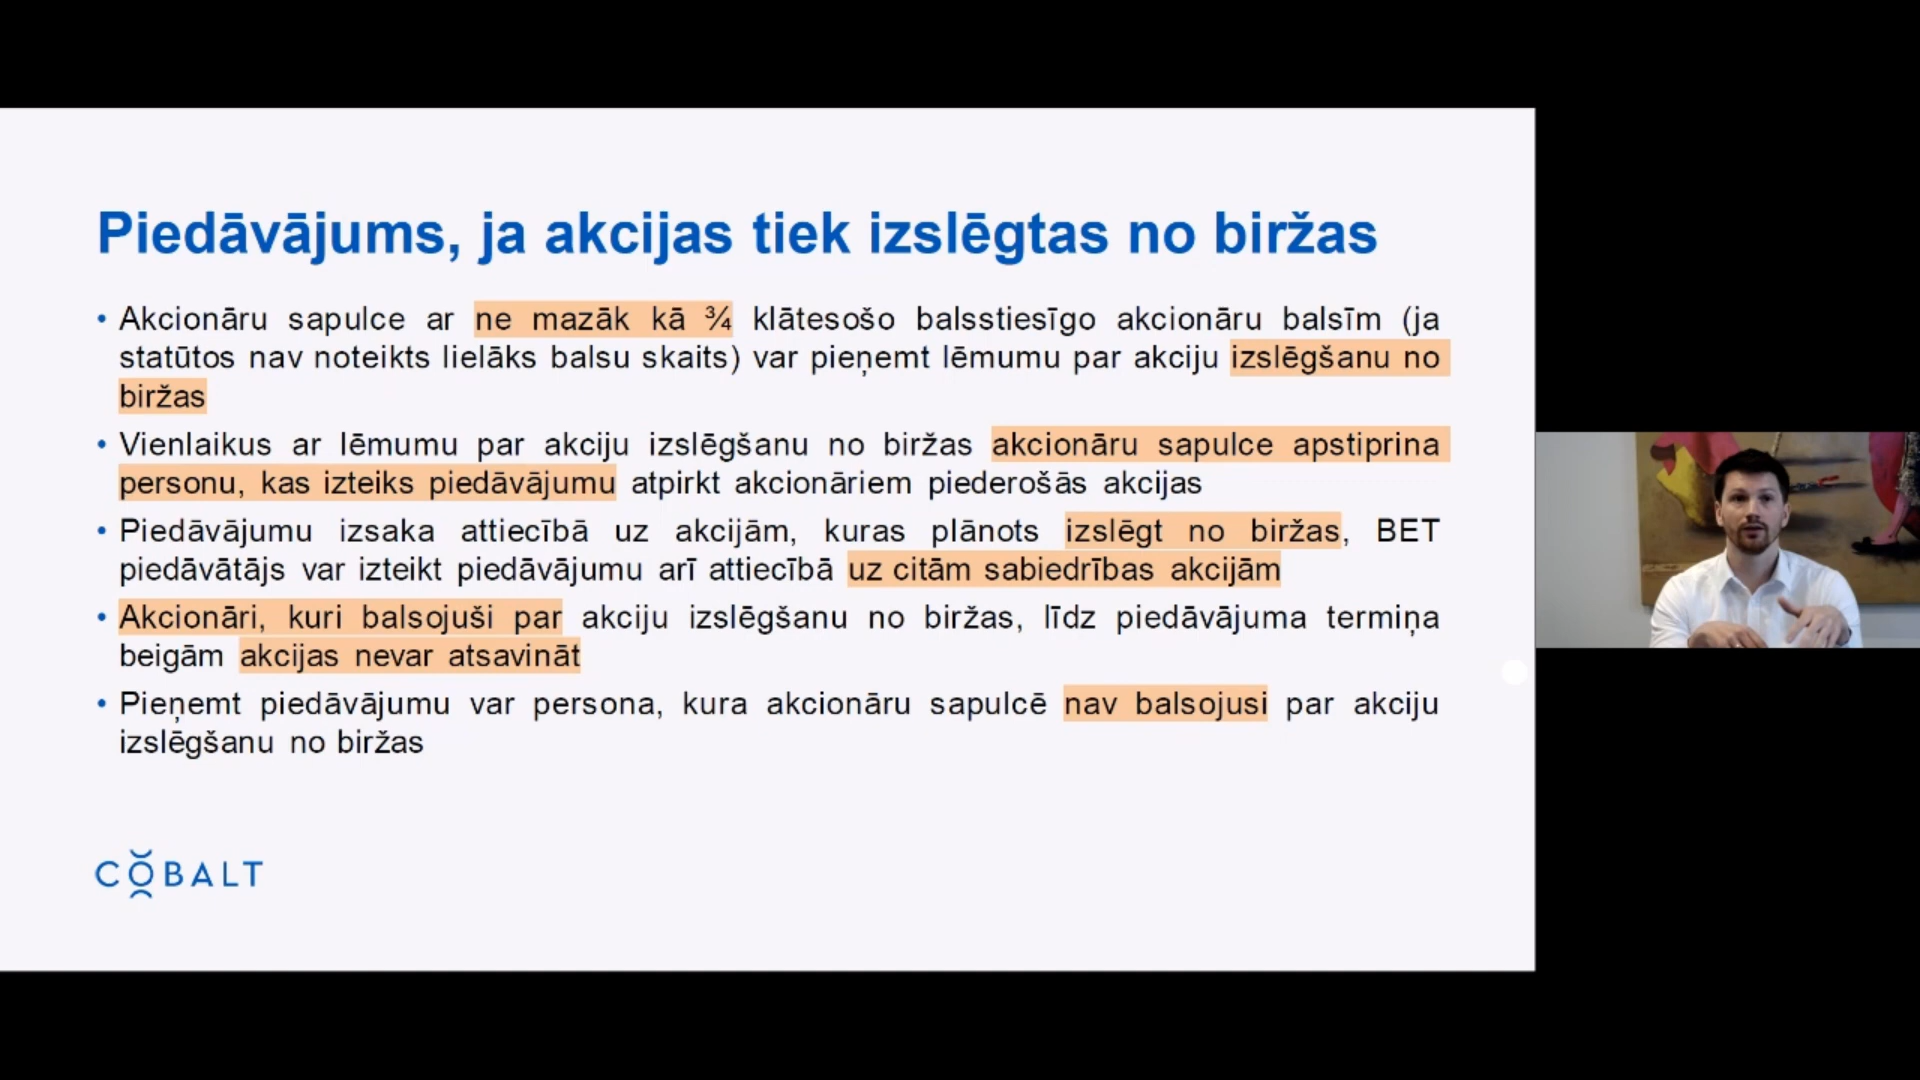 Piedāvājums, ja akcijas tiek izslēgtas no biržas
• Akcionāru sapulce ar ne mazāk kā ¾ klātesošo balsstiesīgo akcionāru balsīm (ja
statūtos nav noteikts lielāks balsu skaits) var pieņemt lēmumu par akciju izslēgšanu no
biržas
• Vienlaikus ar lēmumu par akciju izslēgšanu no biržas akcionāru sapulce apstiprina
personu, kas izteiks piedāvājumu atpirkt akcionāriem piederošās akcijas
• Piedāvājumu izsaka attiecībā uz akcijām, kuras plānots izslēgt no biržas, BET
piedāvātājs var izteikt piedāvājumu arī attiecībā uz citām sabiedrības akcijām
• Akcionāri, kuri balsojuši par akciju izslēgšanu no biržas, līdz piedāvājuma termiņa
beigām akcijas nevar atsavināt
• Pieņemt piedāvājumu var persona, kura akcionāru sapulcē nav balsojusi par akciju
izslēgšanu no biržas
COBALT